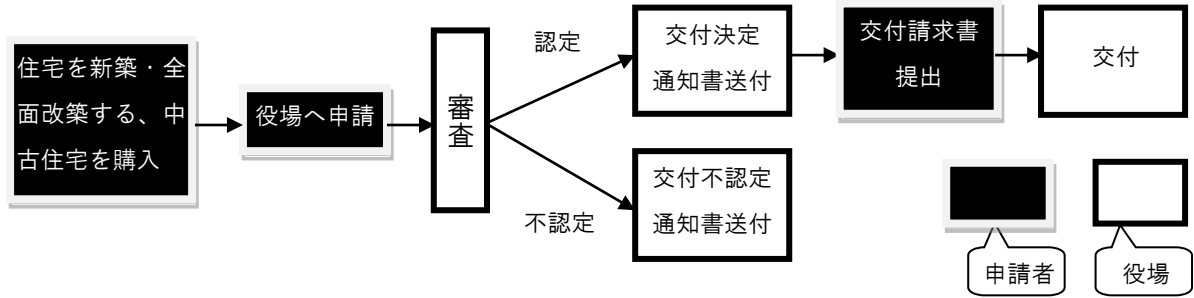 住宅を新築・全
面改築する、中
古住宅を購入
役場へ申請
審査
認定
不認定
交付決定
通知書送付
交付不認定
通知書送付
交付請求書
提出
交付
申請者
役場